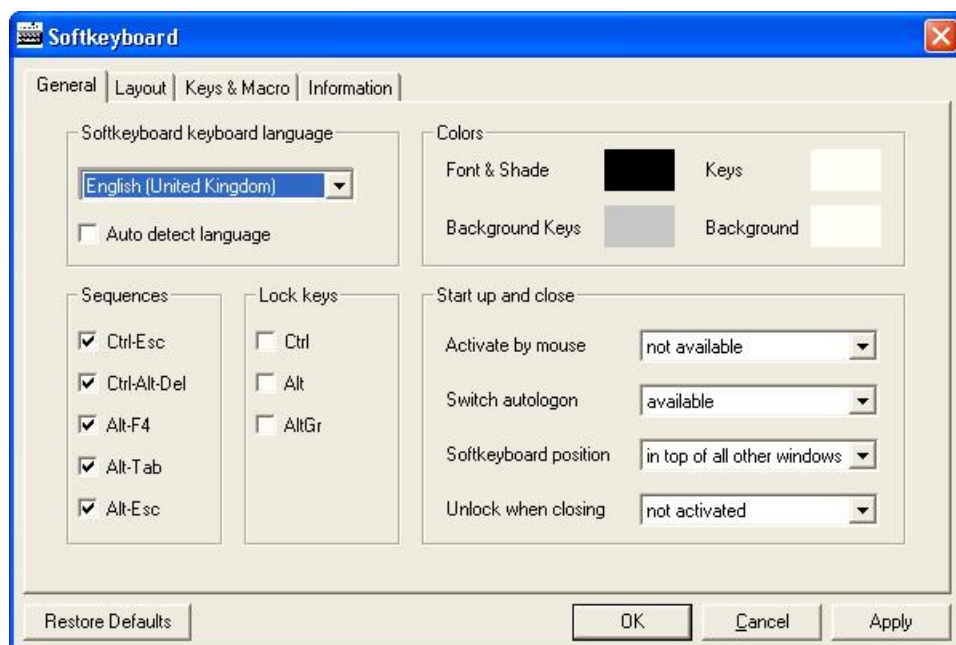 Softkeyboard
General Layout Keys & Macro Information
Softkeyboard keyboard language
English (United Kingdom)
Auto detect language
Colors
Font & Shade Keys
Background Keys Background
Sequences
Ctrl-Esc
Ctrl-Alt-Del
Alt-F4
Alt-Tab
Alt-Esc
Lock keys
Ctrl
Alt
AltGr
Start up and close
Activate by mouse not available
Switch autologon available
Softkeyboard position in top of all other windows
Unlock when closing not activated
Restore Defaults OK Cancel Apply